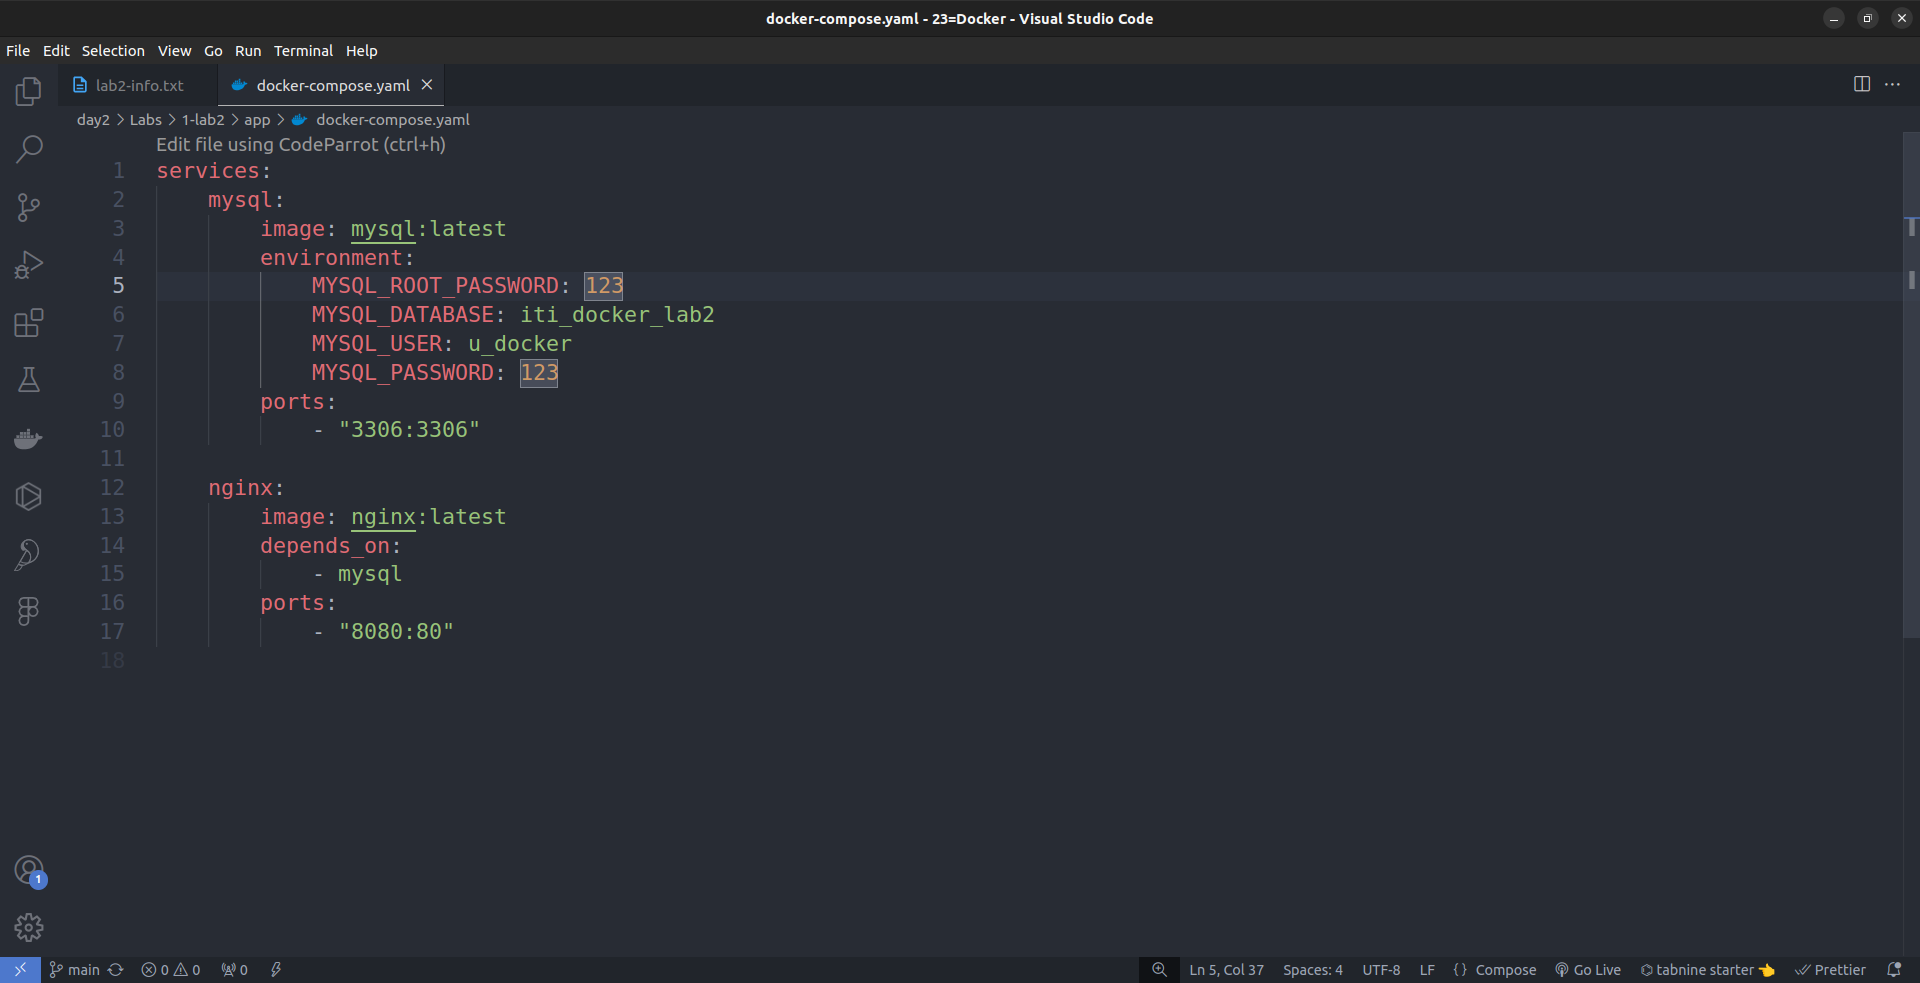 docker-compose.yaml - 23=Docker - Visual Studio Code
File Edit Selection View Go Run Terminal Help
lab2-info.txt docker-compose.yaml
day2 > Labs > 1-lab2 > app > docker-compose.yaml
Edit file using CodeParrot (ctrl+h)
1 services:
2     mysql:
3         image: mysql:latest
4         environment:
5             MYSQL_ROOT_PASSWORD: 123
6             MYSQL_DATABASE: iti_docker_lab2
7             MYSQL_USER: u_docker
8             MYSQL_PASSWORD: 123
9         ports:
10             - "3306:3306"
11
12     nginx:
13         image: nginx:latest
14         depends_on:
15             - mysql
16         ports:
17             - "8080:80"
18
1
main 0 0 0 Ln 5, Col 37 Spaces: 4 UTF-8 LF {} Compose Go Live tabnine starter Prettier